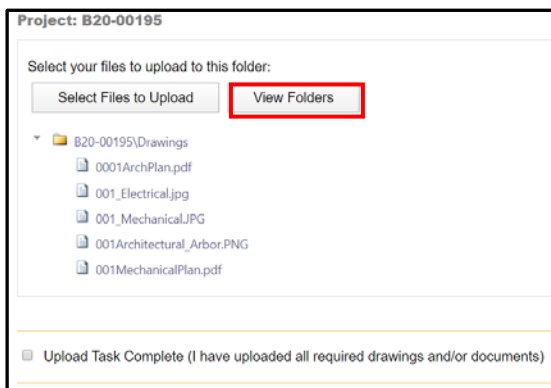 Project: B20-00195
Select your files to upload to this folder:
Select Files to Upload View Folders
B20-00195\Drawings
0001ArchPlan.pdf
001_Electrical.jpg
001_Mechanical.JPG
001Architectural_Arbor.PNG
001MechanicalPlan.pdf
Upload Task Complete (I have uploaded all required drawings and/or documents)